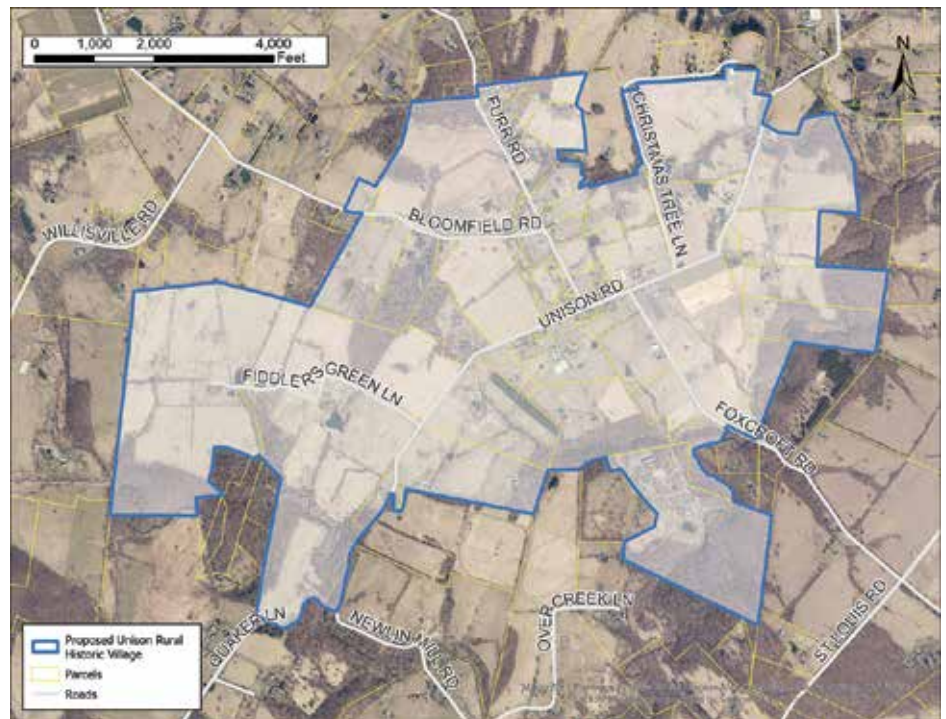 0 1,000 2,000 4,000
Feet
N
FURR RD
CHRISTMAS TREE LN
WILLISVILLE RD
BLOOMFIELD RD
UNISON RD
FIDDLERS GREEN LN
FOXCROFT RD
QUAKER LN
NEWLIN MILL RD
OVER CREEK LN
ST LOUIS RD
Proposed Unison Rural
Historic Village
Parcels
Roads